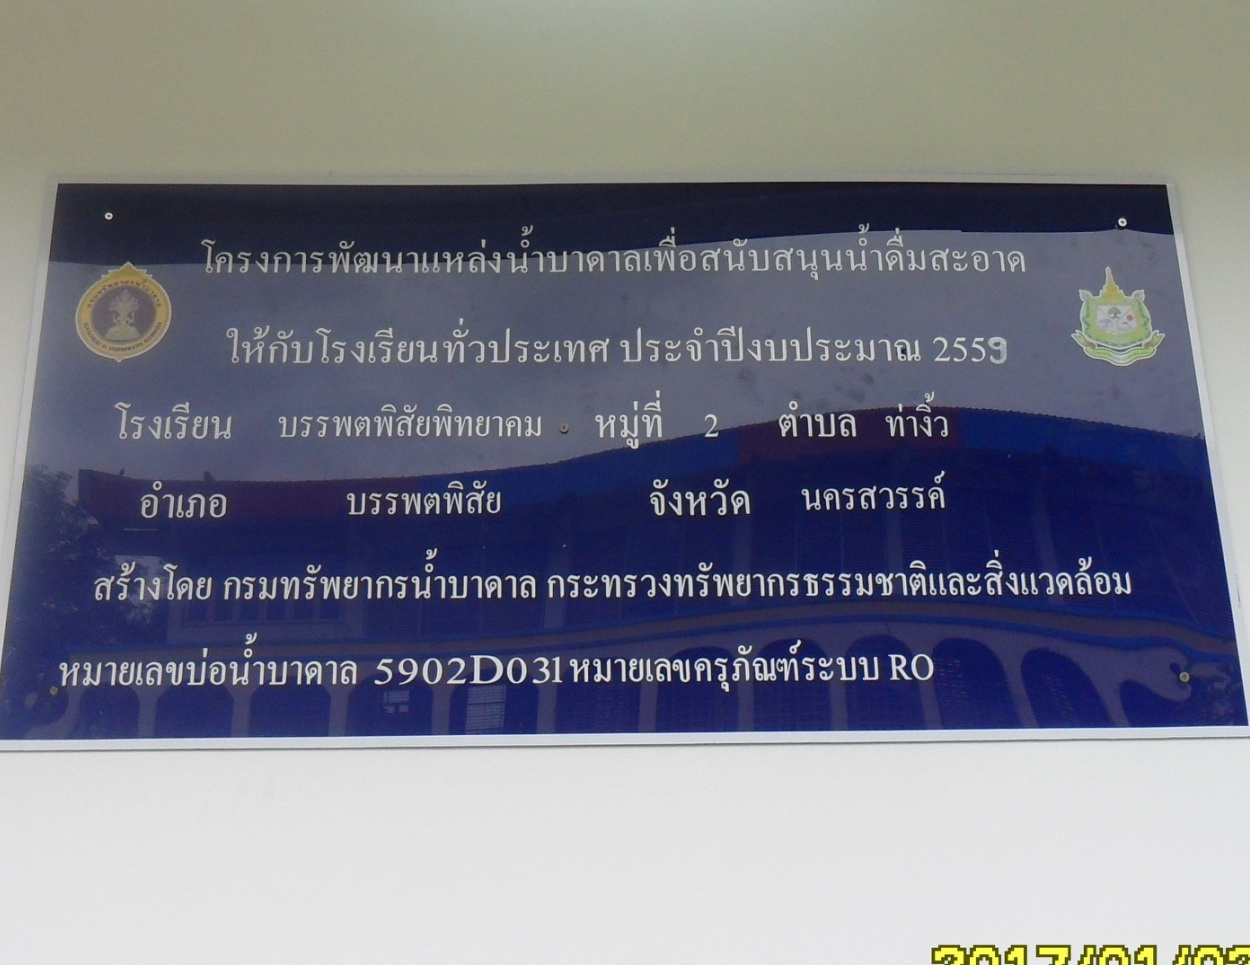 โครงการพัฒนาแหล่งน้ำบาดาลเพื่อสนับสนุนน้ำดื่มสะอาด
ให้กับโรงเรียนทั่วประเทศ ประจำปีงบประมาณ 2559
โรงเรียน บรรพตพิสัยพิทยาคม หมู่ที่ 2 ตำบล ท่างิ้ว
อำเภอ บรรพตพิสัย จังหวัด นครสวรรค์
สร้างโดย กรมทรัพยากรน้ำบาดาล กระทรวงทรัพยากรธรรมชาติและสิ่งแวดล้อม
หมายเลขบ่อน้ำบาดาล 5902D031 หมายเลขครุภัณฑ์ระบบ RO